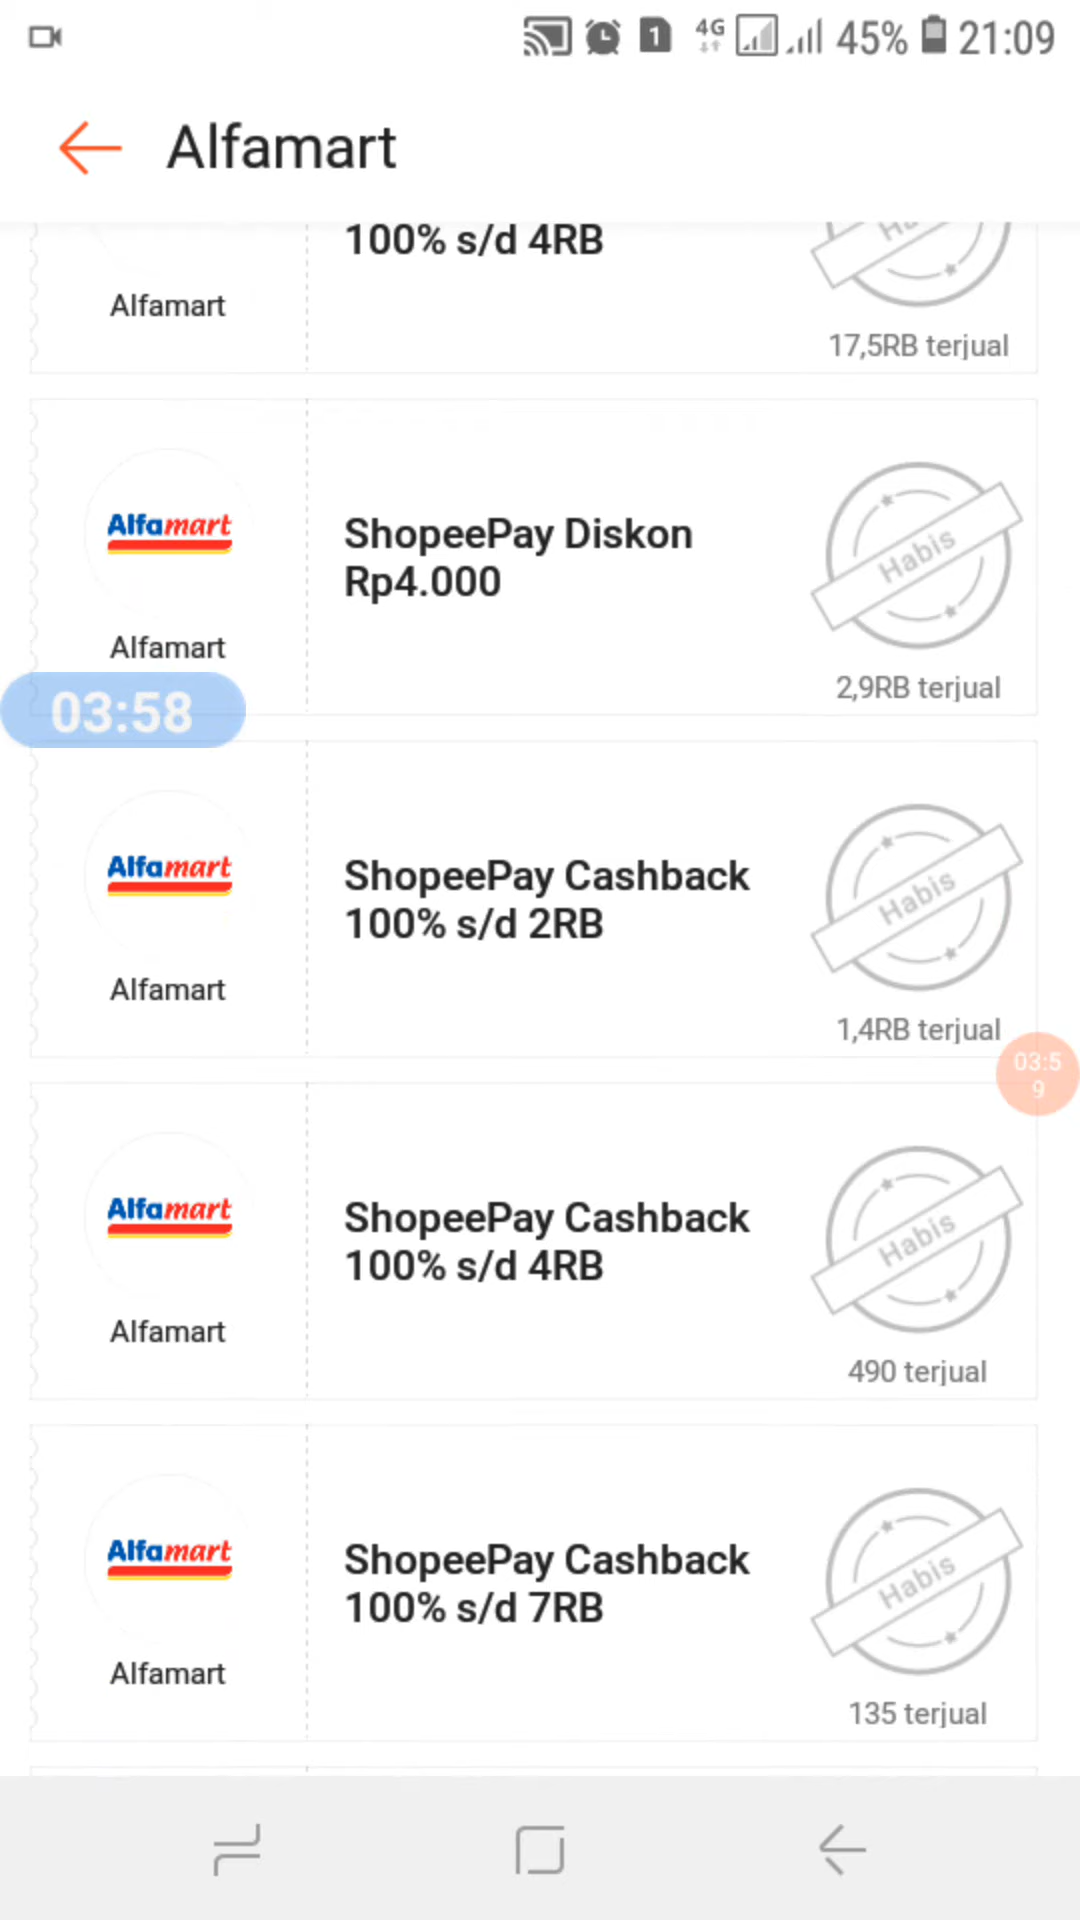 4G 1 45% 21:09
Alfamart
100% s/d 4RB
Alfamart
17,5RB terjual
Alfamart
ShopeePay Diskon
Rp4.000
Habis
Alfamart
2,9RB terjual
03:58
Alfamart
ShopeePay Cashback
100% s/d 2RB
Habis
Alfamart
1,4RB terjual
03:5
9
Alfamart
ShopeePay Cashback
100% s/d 4RB
Habis
Alfamart
490 terjual
Alfamart
ShopeePay Cashback
100% s/d 7RB
Habis
Alfamart
135 terjual